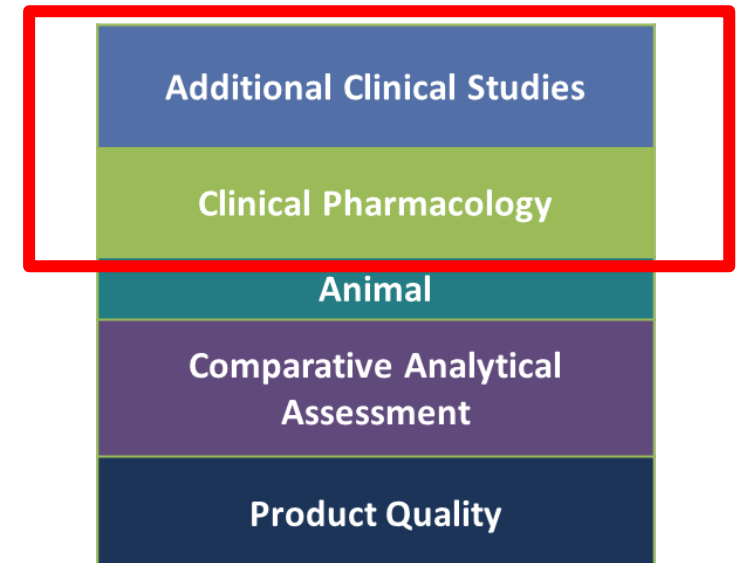 Additional Clinical Studies
Clinical Pharmacology
Animal
Comparative Analytical
Assessment
Product Quality